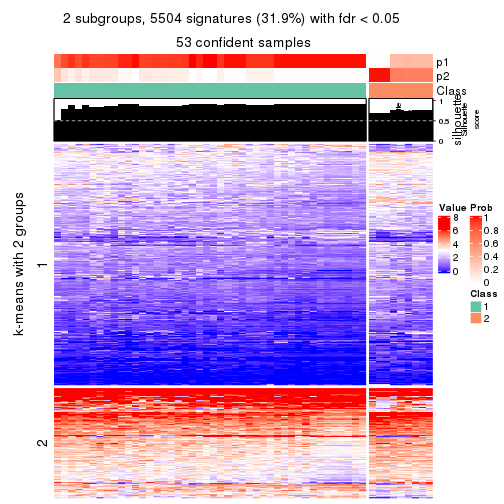 2 subgroups, 5504 signatures (31.9%) with fdr < 0.05
53 confident samples
p1
p2
Class
1
0.5
0
silhouette
Silhouette
score
k-means with 2 groups
1
2
Value
8
6
4
2
0
Prob
1
0.8
0.6
0.4
0.2
0
Class
1
2